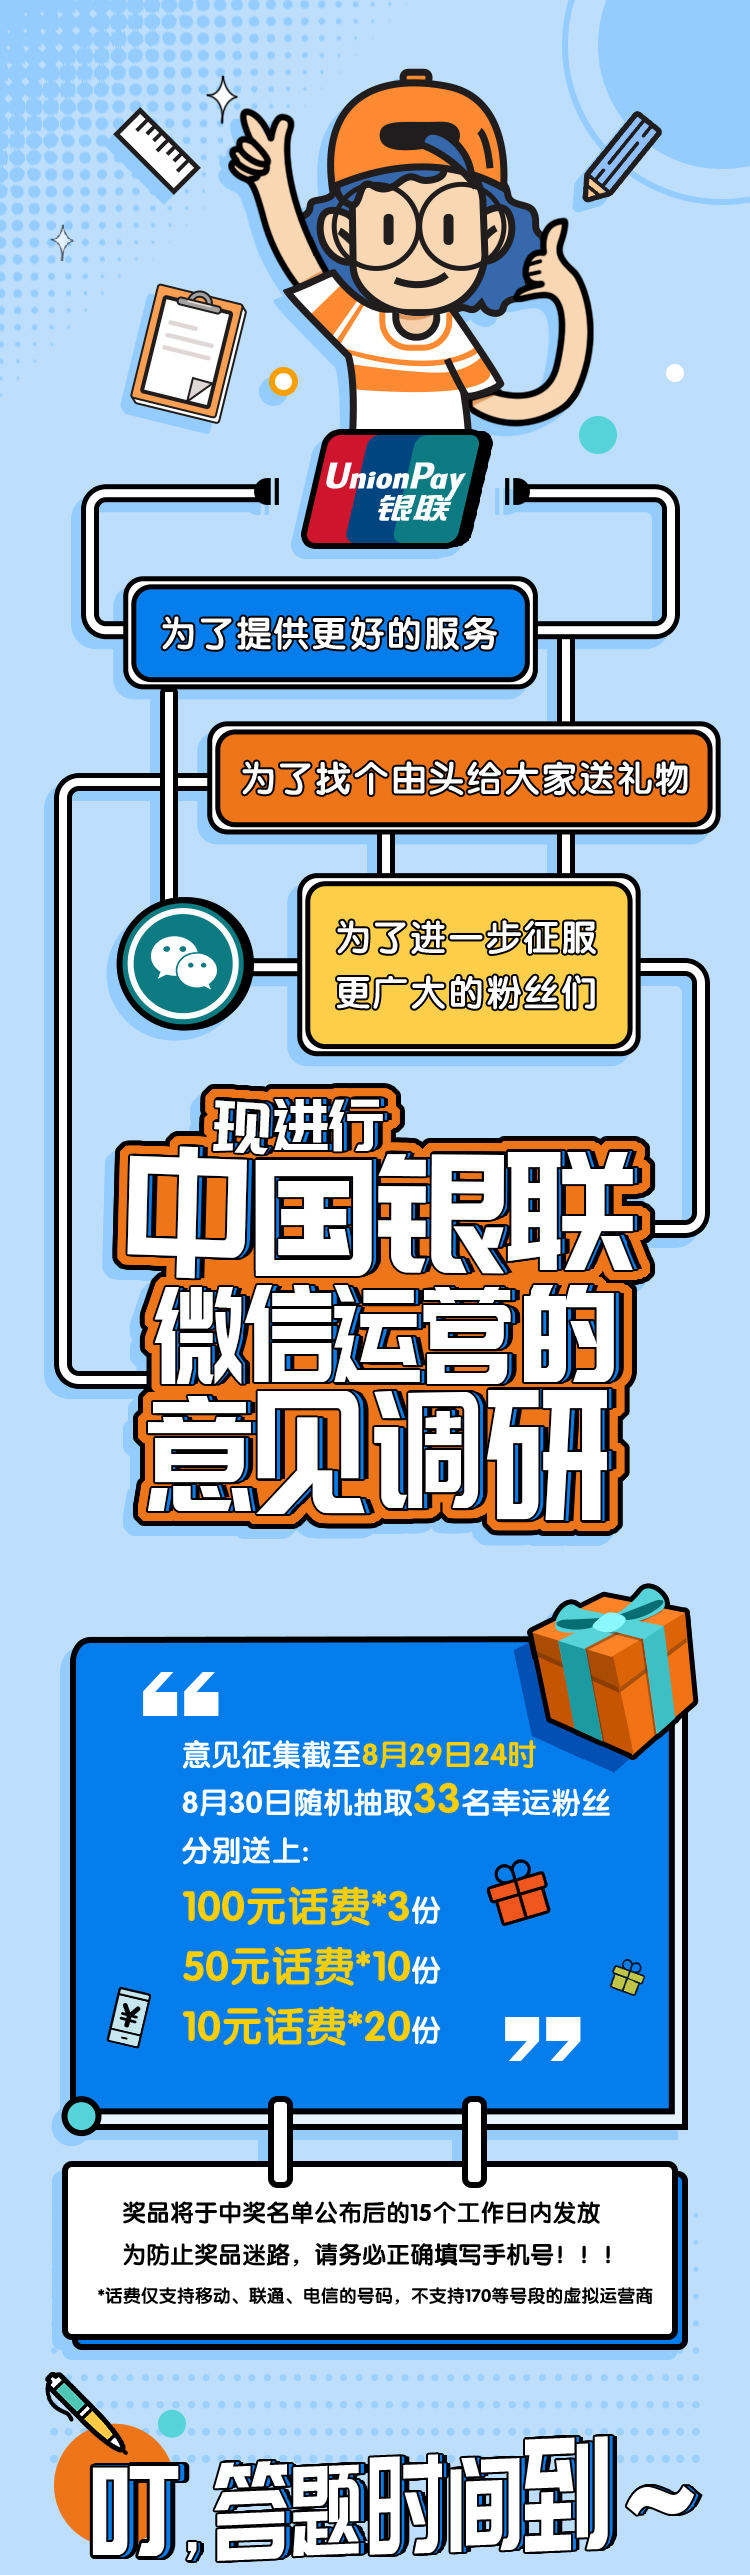 UnionPay
银联
为了提供更好的服务
为了找个由头给大家送礼物
为了进一步征服
更广大的粉丝们
现进行
中国银联
微信运营的
意见调研
意见征集截至8月29日24时
8月30日随机抽取33名幸运粉丝
分别送上:
100元话费*3份
50元话费*10份
¥
10元话费*20份
奖品将于中奖名单公布后的15个工作日内发放
为防止奖品迷路，请务必正确填写手机号！！！
*话费仅支持移动、联通、电信的号码，不支持170等号段的虚拟运营商
叮,答题时间到～